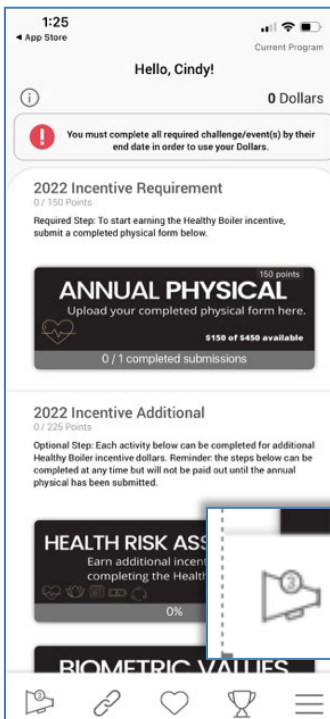 1:25
◀ App Store
Current Program
Hello, Cindy!
0 Dollars
You must complete all required challenge/event(s) by their
end date in order to use your Dollars.
2022 Incentive Requirement
0 / 150 Points
Required Step: To start earning the Healthy Boiler incentive,
submit a completed physical form below.
150 points
ANNUAL PHYSICAL
Upload your completed physical form here.
$150 of $450 available
0 / 1 completed submissions
2022 Incentive Additional
0 / 225 Points
Optional Step: Each activity below can be completed for additional
Healthy Boiler incentive dollars. Reminder: the steps below can be
completed at any time but will not be paid out until the annual
physical has been submitted.
HEALTH RISK ASS
Earn additional incen
completing the Healt
0%
3
BIOMETRIC VALUES
3